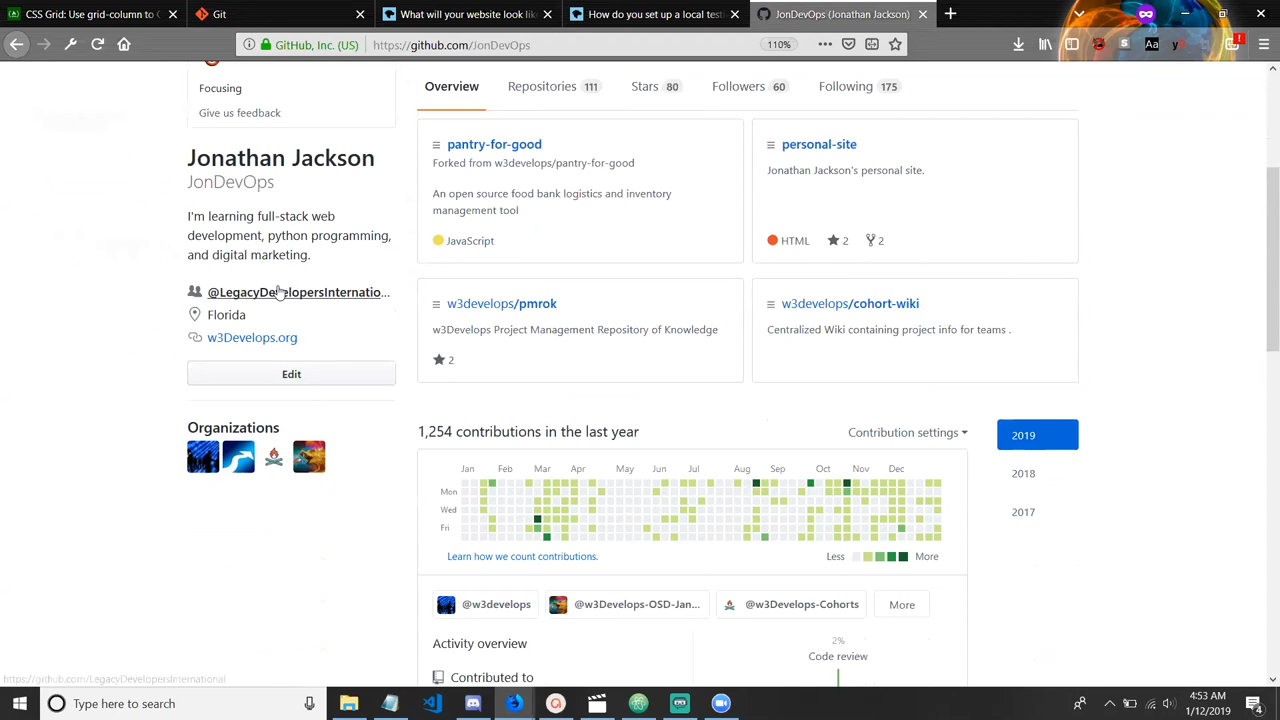 CSS Grid: Use grid-column to C
Git
What will your website look lik
How do you set up a local test
JonDevOps (Jonathan Jackson)
GitHub, Inc. (US)
https://github.com/JonDevOps
110%
Focusing
Give us feedback
Jonathan Jackson
JonDevOps
I'm learning full-stack web
development, python programming,
and digital marketing.
@LegacyDevelopersInternatio...
Florida
w3Develops.org
Edit
Organizations
Overview
Repositories 111
Stars 80
Followers 60
Following 175
pantry-for-good
Forked from w3develops/pantry-for-good
An open source food bank logistics and inventory
management tool
JavaScript
personal-site
Jonathan Jackson's personal site.
HTML 2 2
w3develops/pmrok
w3Develops Project Management Repository of Knowledge
2
w3develops/cohort-wiki
Centralized Wiki containing project info for teams .
1,254 contributions in the last year
Contribution settings
2019
2018
2017
Jan Feb Mar Apr May Jun Jul Aug Sep Oct Nov Dec
Mon
Wed
Fri
Learn how we count contributions.
Less More
@w3develops
@w3Develops-OSD-Jan...
@w3Develops-Cohorts
More
Activity overview
Contributed to
2%
Code review
https://github.com/LegacyDevelopersInternational
Type here to search
4:53 AM
1/12/2019
4